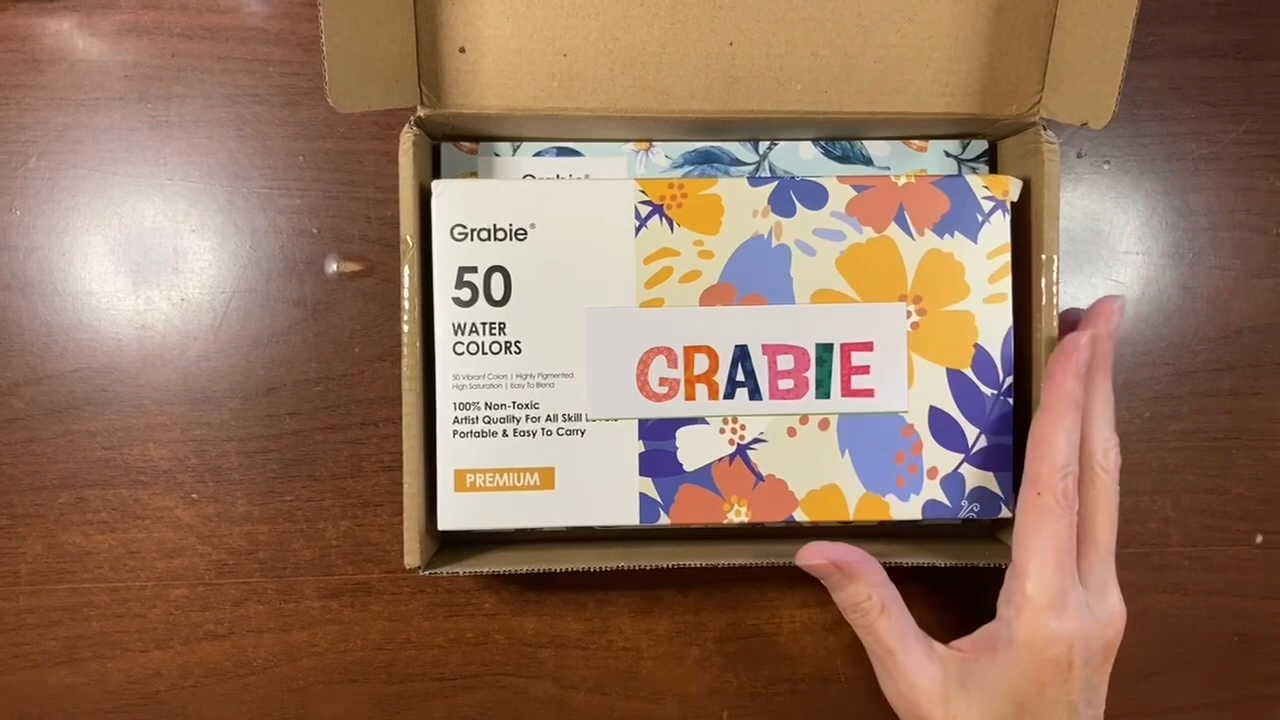 Grabie®
Grabie®
50
WATER
COLORS
50 Vibrant Colors | Highly Pigmented
High Saturation | Easy To Blend
100% Non-Toxic
Artist Quality For All Skill
Portable & Easy To Carry
PREMIUM
GRABIE